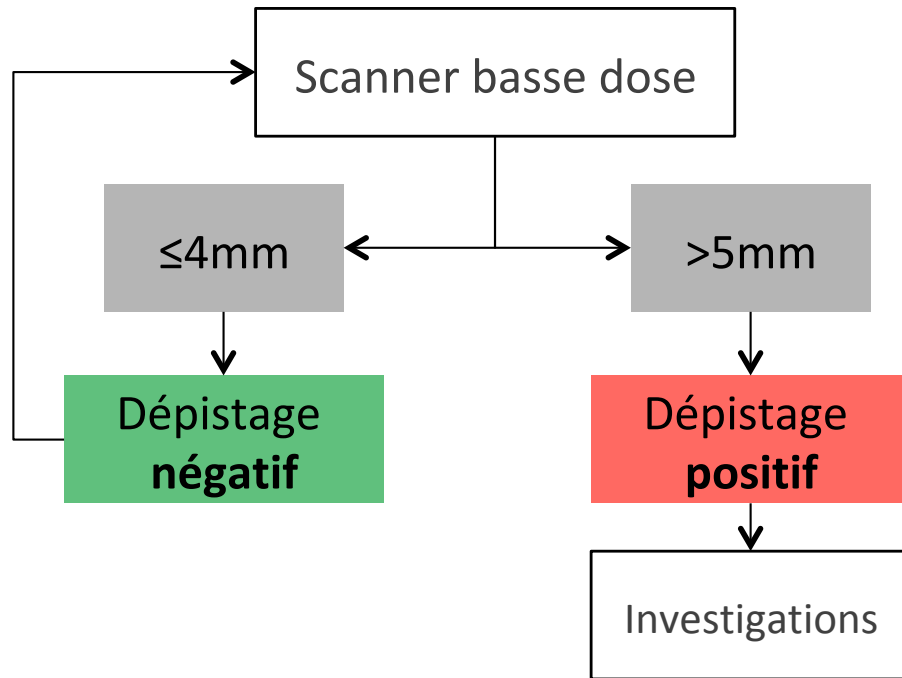 Scanner basse dose
≤4mm
>5mm
Dépistage
négatif
Dépistage
positif
Investigations